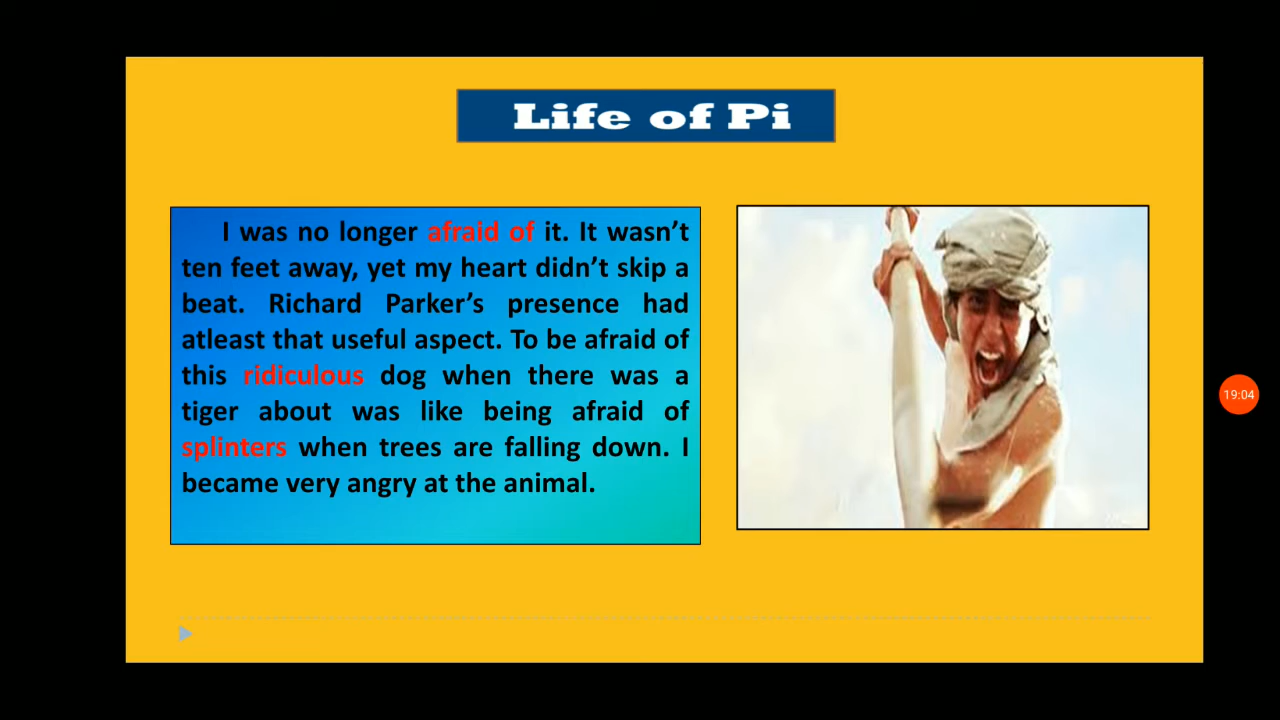 Life of Pi
I was no longer afraid of it. It wasn't
ten feet away, yet my heart didn't skip a
beat. Richard Parker's presence had
atleast that useful aspect. To be afraid of
this ridiculous dog when there was a
tiger about was like being afraid of
splinters when trees are falling down. I
became very angry at the animal.
19:04